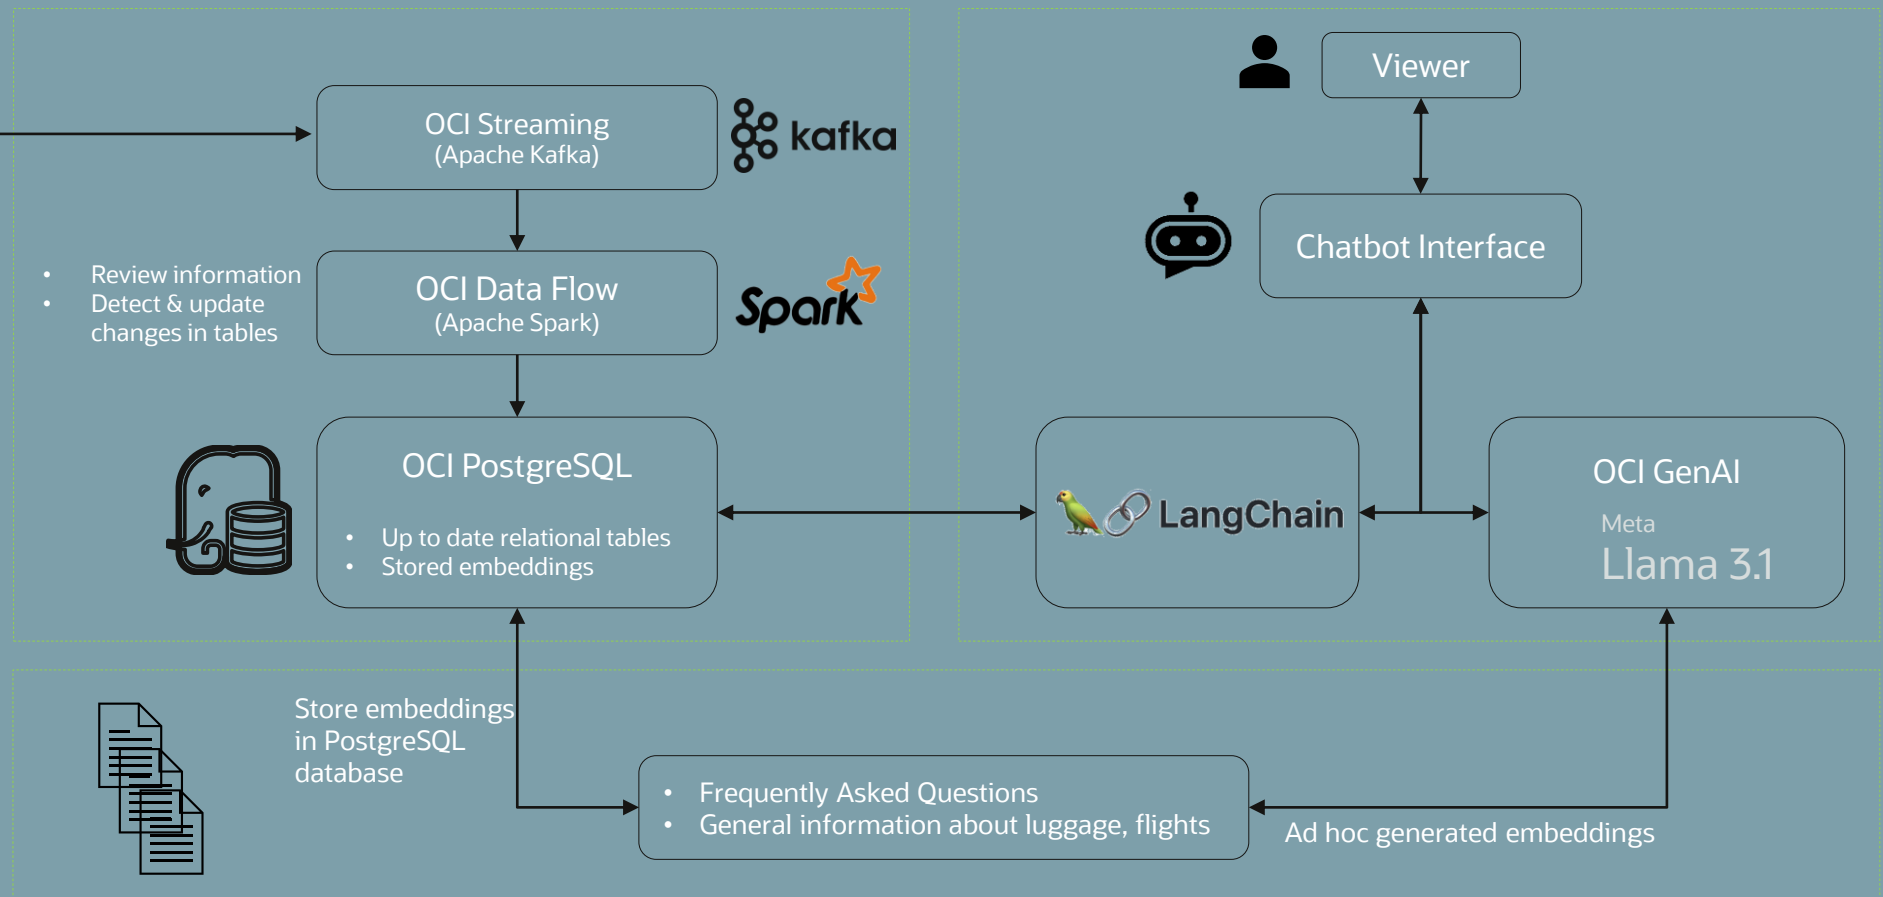 OCI Streaming
(Apache Kafka)
kafka
• Review information
• Detect & update
changes in tables
OCI Data Flow
(Apache Spark)
Spark
OCI PostgreSQL
• Up to date relational tables
• Stored embeddings
Viewer
Chatbot Interface
LangChain
OCI GenAI
Meta
Llama 3.1
Store embeddings
in PostgreSQL
database
• Frequently Asked Questions
• General information about luggage, flights
Ad hoc generated embeddings